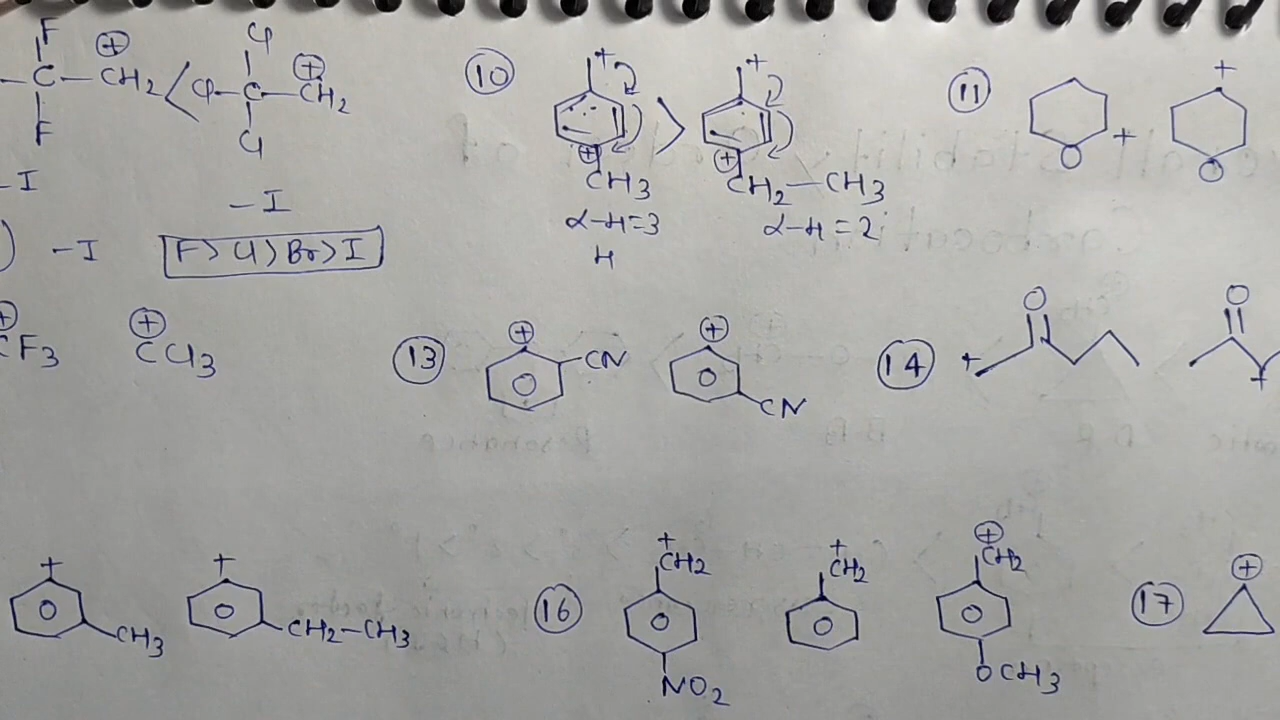 F
⊕
—C—CH2 <
F
Cl
⊕
Cl—C—CH2
Cl
-I
-I
) -I
F>Cl>Br>I
⊕
CF3
⊕
CCl3
⑩
+
⊕
CH3
α-H=3
H
>
+
⊕
CH2—CH3
α-H=2
⑪
O
+
+
O
⑬
⊕
CN
⊕
CN
⑭
O
+
O
+
+
CH3
+
CH2-CH3
⑯
+
CH2
NO2
+
CH2
⊕
CH2
OCH3
⑰
⊕